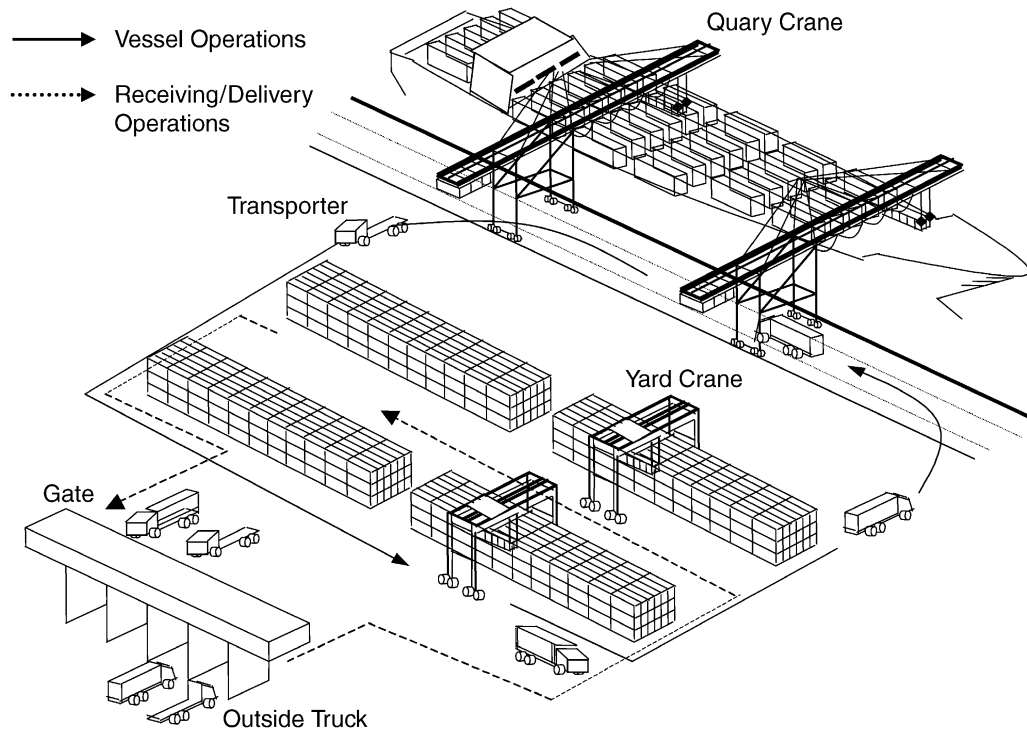 Quary Crane
Vessel Operations
Receiving/Delivery
Operations
Transporter
Yard Crane
Gate
Outside Truck